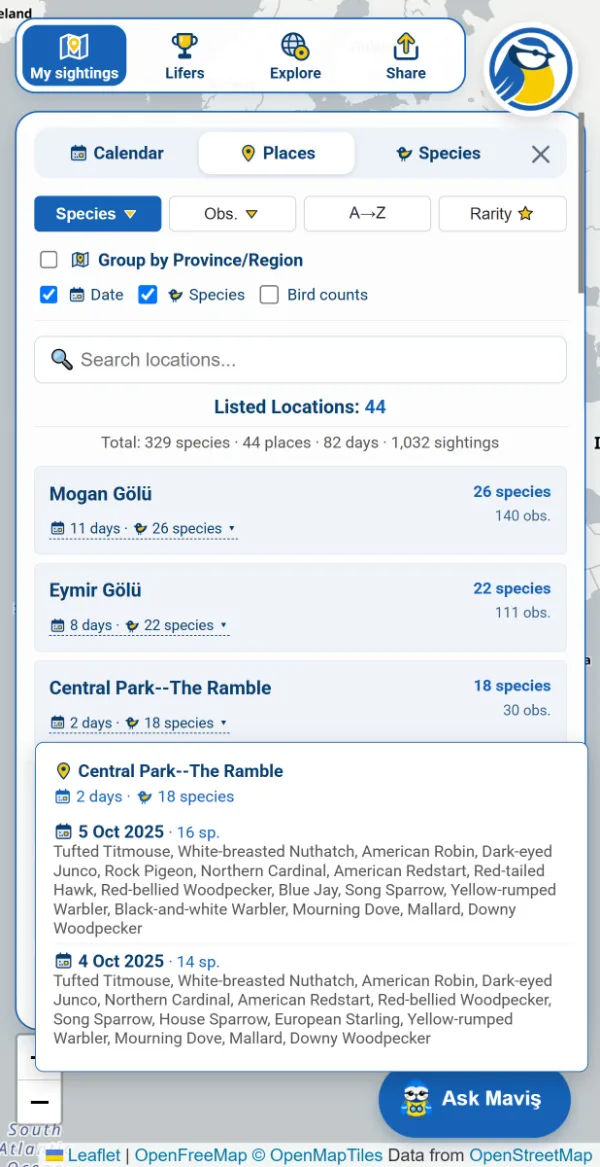 eland
My sightings
Lifers
Explore
Share
Calendar
Places
Species
Species
Obs.
A→Z
Rarity
Group by Province/Region
Date
Species
Bird counts
Search locations...
Listed Locations: 44
Total: 329 species · 44 places · 82 days · 1,032 sightings
Mogan Gölü
26 species
11 days · 26 species
140 obs.
Eymir Gölü
22 species
8 days · 22 species
111 obs.
Central Park--The Ramble
18 species
2 days · 18 species
30 obs.
Central Park--The Ramble
2 days · 18 species
5 Oct 2025 · 16 sp.
Tufted Titmouse, White-breasted Nuthatch, American Robin, Dark-eyed
Junco, Rock Pigeon, Northern Cardinal, American Redstart, Red-tailed
Hawk, Red-bellied Woodpecker, Blue Jay, Song Sparrow, Yellow-rumped
Warbler, Black-and-white Warbler, Mourning Dove, Mallard, Downy
Woodpecker
4 Oct 2025 · 14 sp.
Tufted Titmouse, White-breasted Nuthatch, American Robin, Dark-eyed
Junco, Northern Cardinal, American Redstart, Red-bellied Woodpecker,
Song Sparrow, House Sparrow, European Starling, Yellow-rumped
Warbler, Mourning Dove, Mallard, Downy Woodpecker
Ask Maviş
South
Leaflet | OpenFreeMap © OpenMapTiles Data from OpenStreetMap